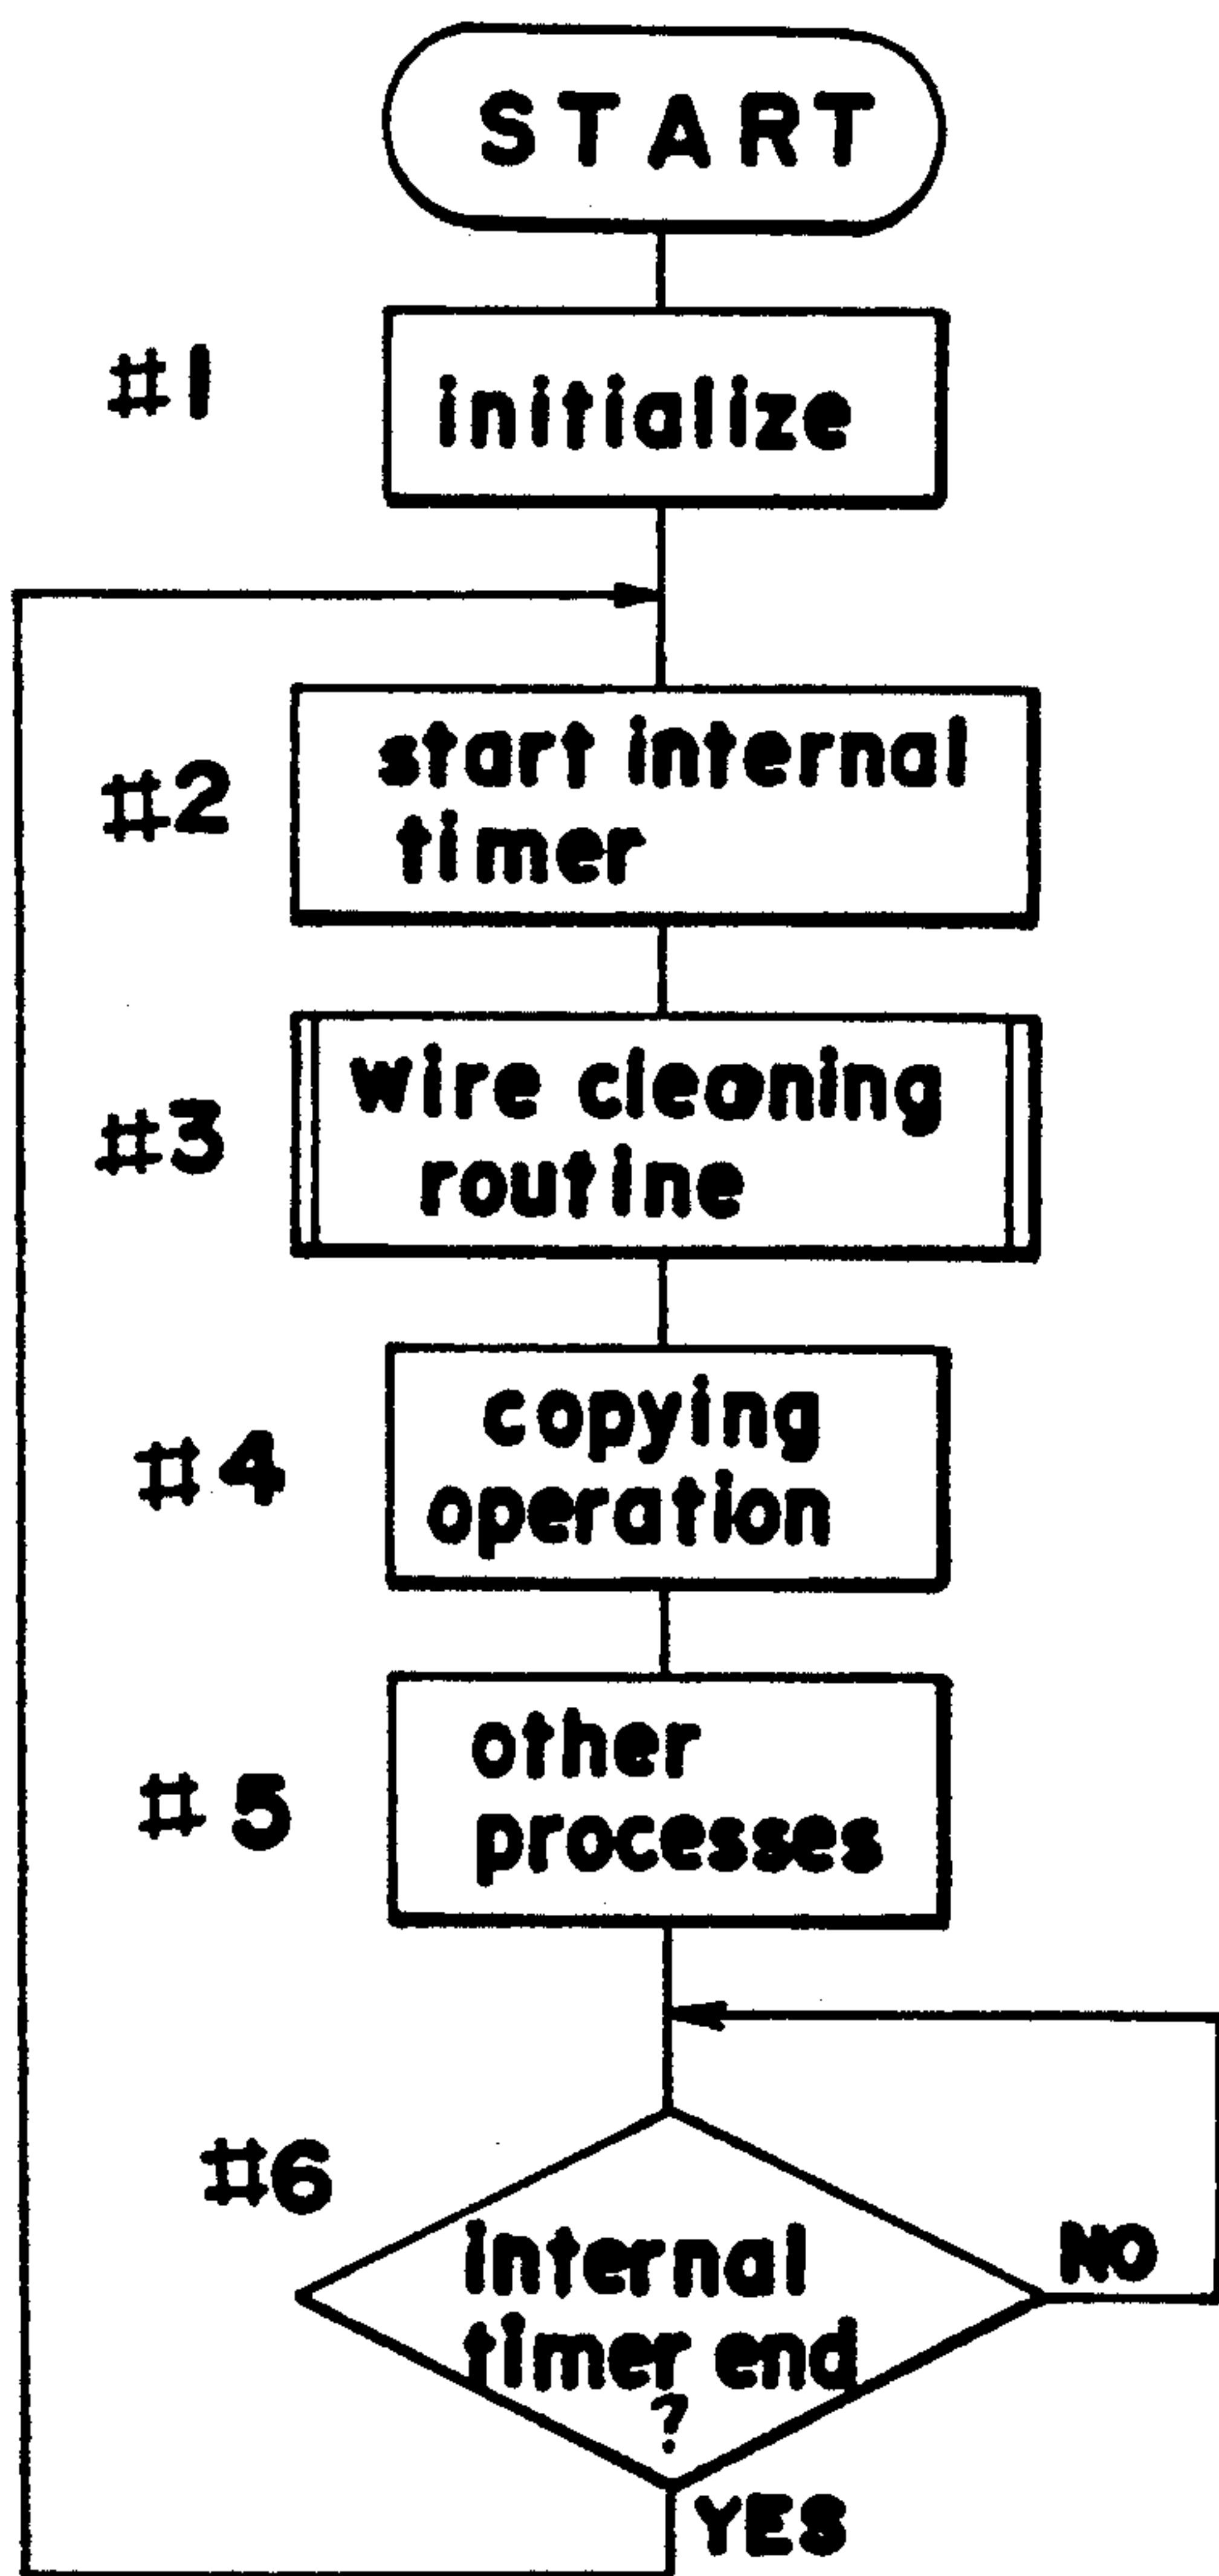 START
#1
initialize
#2
start internal
timer
#3
wire cleaning
routine
#4
copying
operation
#5
other
processes
#6
internal
timer end
?
NO
YES